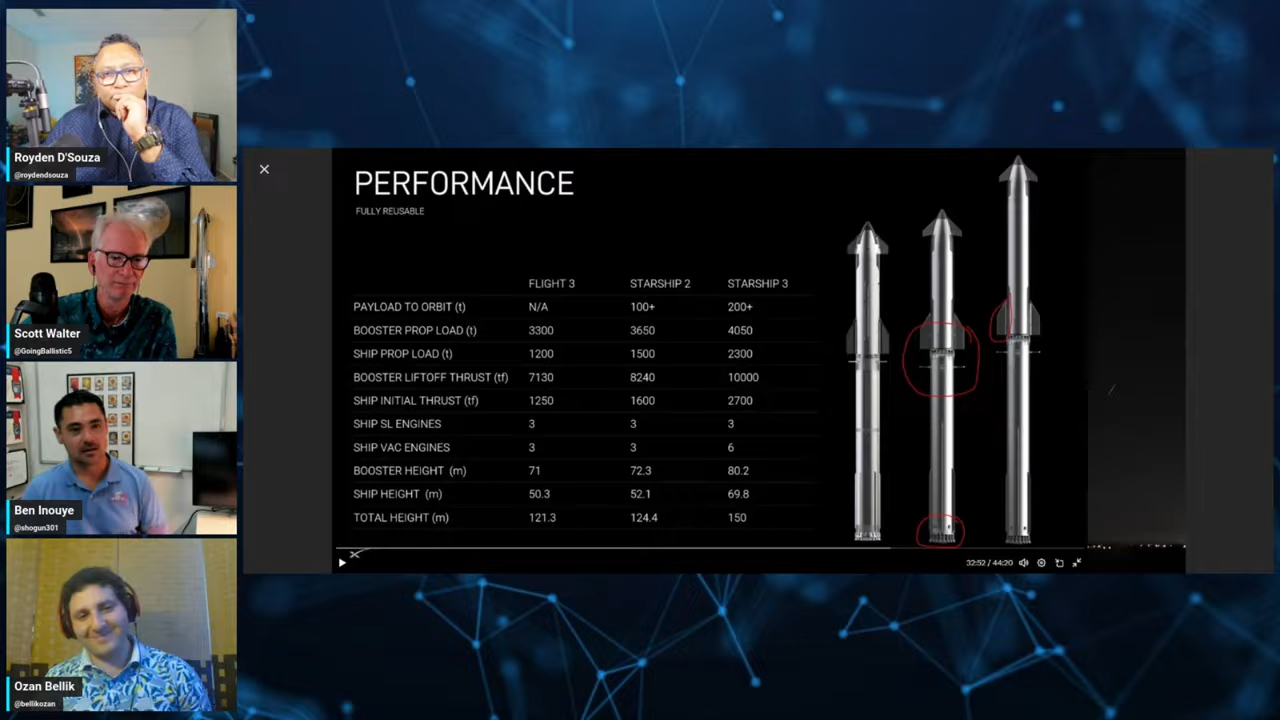 Royden D'Souza
@roydendsouza
Scott Walter
@GoingBallistic5
Ben Inouye
@shogun301
Ozan Bellik
@bellikozan
PERFORMANCE
FULLY REUSABLE
FLIGHT 3 STARSHIP 2 STARSHIP 3
PAYLOAD TO ORBIT (t) N/A 100+ 200+
BOOSTER PROP LOAD (t) 3300 3650 4050
SHIP PROP LOAD (t) 1200 1500 2300
BOOSTER LIFTOFF THRUST (tf) 7130 8240 10000
SHIP INITIAL THRUST (tf) 1250 1600 2700
SHIP SL ENGINES 3 3 3
SHIP VAC ENGINES 3 3 6
BOOSTER HEIGHT (m) 71 72.3 80.2
SHIP HEIGHT (m) 50.3 52.1 69.8
TOTAL HEIGHT (m) 121.3 124.4 150
32:52 / 44:20